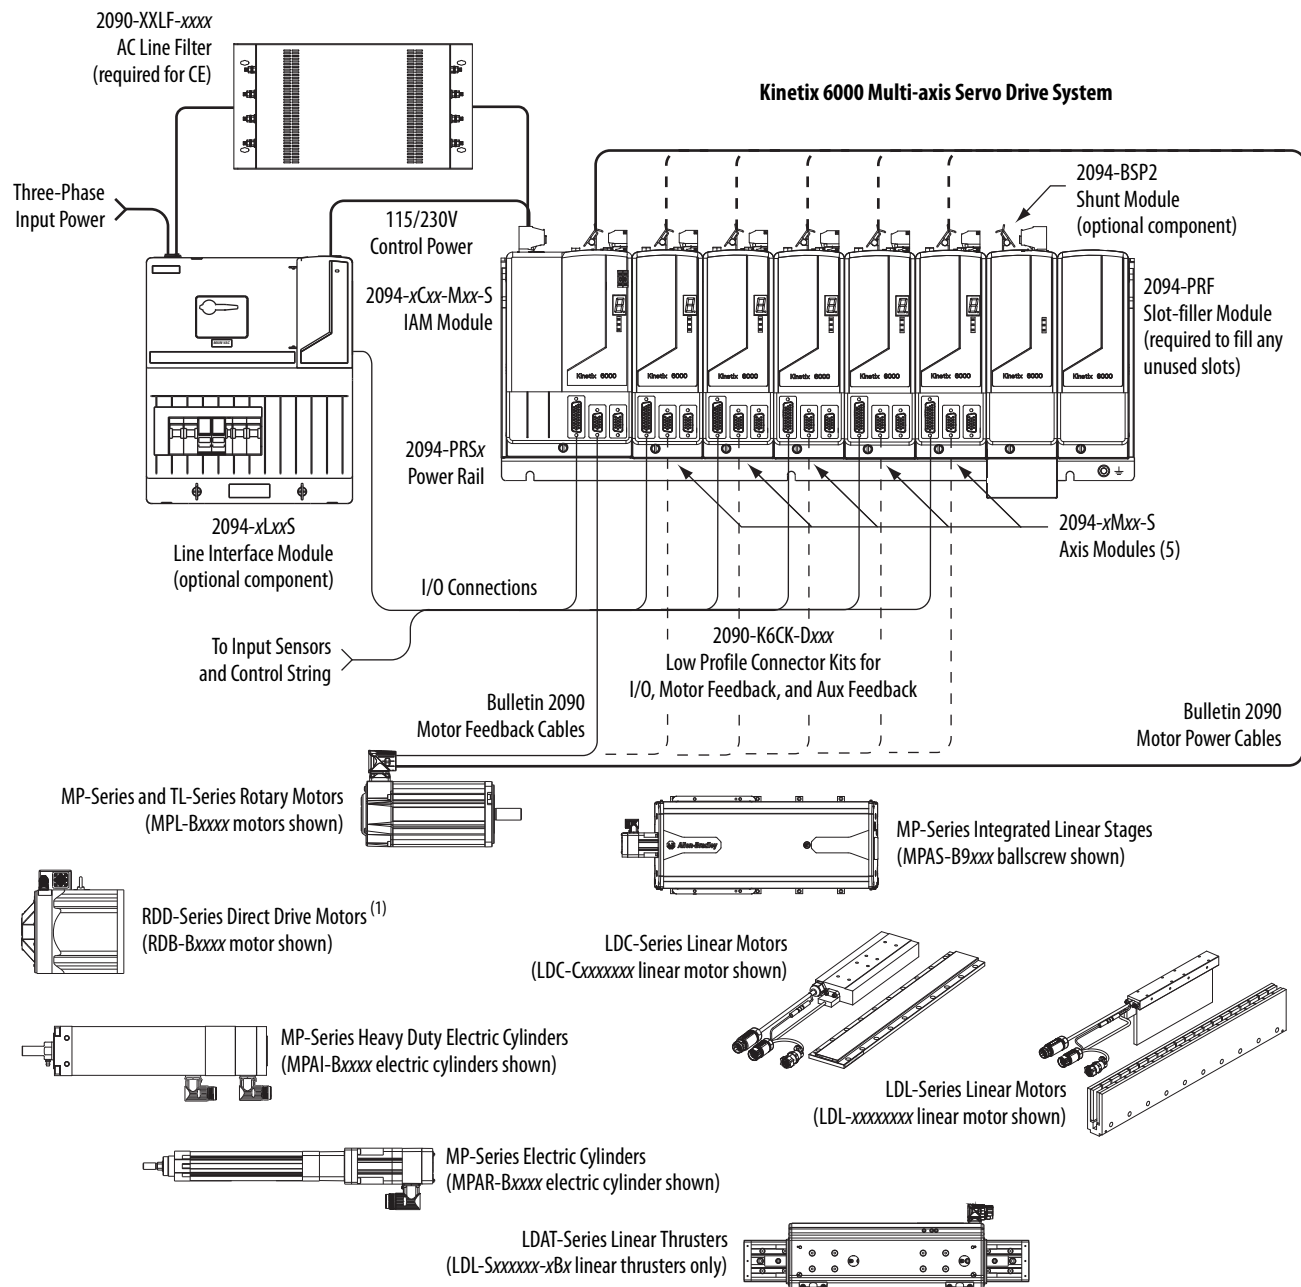 2090-XXLF-xxxx
AC Line Filter
(required for CE)
Kinetix 6000 Multi-axis Servo Drive System
Three-Phase
Input Power
115/230V
Control Power
2094-BSP2
Shunt Module
(optional component)
2094-xCxx-Mxx-S
IAM Module
2094-PRF
Slot-filler Module
(required to fill any
unused slots)
Kinetix 6000
Kinetix 6000
Kinetix 6000
Kinetix 6000
Kinetix 6000
Kinetix 6000
Kinetix 6000
Kinetix 6000
2094-PRSx
Power Rail
2094-xLxxS
Line Interface Module
(optional component)
2094-xMxx-S
Axis Modules (5)
I/O Connections
To Input Sensors
and Control String
2090-K6CK-Dxxx
Low Profile Connector Kits for
I/O, Motor Feedback, and Aux Feedback
Bulletin 2090
Motor Feedback Cables
Bulletin 2090
Motor Power Cables
MP-Series and TL-Series Rotary Motors
(MPL-Bxxxx motors shown)
Allen-Bradley
MP-Series Integrated Linear Stages
(MPAS-B9xxx ballscrew shown)
RDD-Series Direct Drive Motors (1)
(RDB-Bxxxx motor shown)
LDC-Series Linear Motors
(LDC-Cxxxxxxx linear motor shown)
MP-Series Heavy Duty Electric Cylinders
(MPAI-Bxxxx electric cylinders shown)
LDL-Series Linear Motors
(LDL-xxxxxxxx linear motor shown)
MP-Series Electric Cylinders
(MPAR-Bxxxx electric cylinder shown)
LDAT-Series Linear Thrusters
(LDL-Sxxxxxx-xBx linear thrusters only)